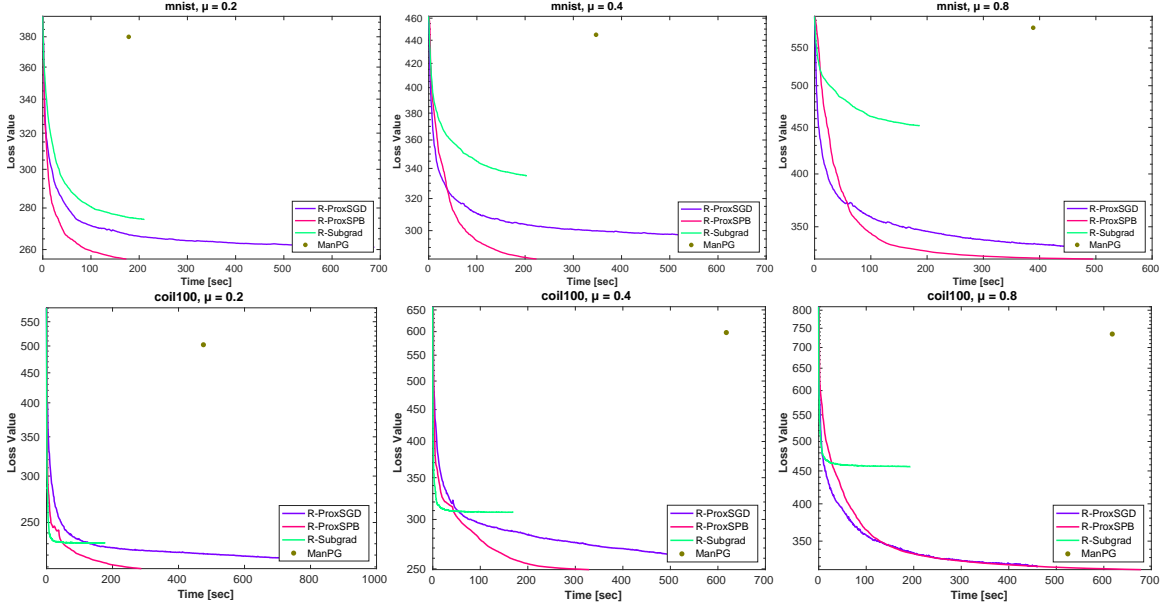 mnist, μ = 0.2
Loss Value
380
360
340
320
300
290
275
260
0 100 200 300 400 500 600 700
Time [sec]
R-ProxSGD
R-ProxSPB
R-Subgrad
ManPG
mnist, μ = 0.4
Loss Value
460
440
420
400
380
360
340
320
300
0 100 200 300 400 500 600 700
Time [sec]
R-ProxSGD
R-ProxSPB
R-Subgrad
ManPG
mnist, μ = 0.8
Loss Value
550
500
450
400
350
0 100 200 300 400 500 600
Time [sec]
R-ProxSGD
R-ProxSPB
R-Subgrad
ManPG
coil100, μ = 0.2
Loss Value
550
500
450
400
350
300
250
0 200 400 600 800 1000
Time [sec]
R-ProxSGD
R-ProxSPB
R-Subgrad
ManPG
coil100, μ = 0.4
Loss Value
650
600
550
500
450
400
350
300
250
0 100 200 300 400 500 600 700
Time [sec]
R-ProxSGD
R-ProxSPB
R-Subgrad
ManPG
coil100, μ = 0.8
Loss Value
800
750
700
650
600
550
500
450
400
350
0 100 200 300 400 500 600 700
Time [sec]
R-ProxSGD
R-ProxSPB
R-Subgrad
ManPG